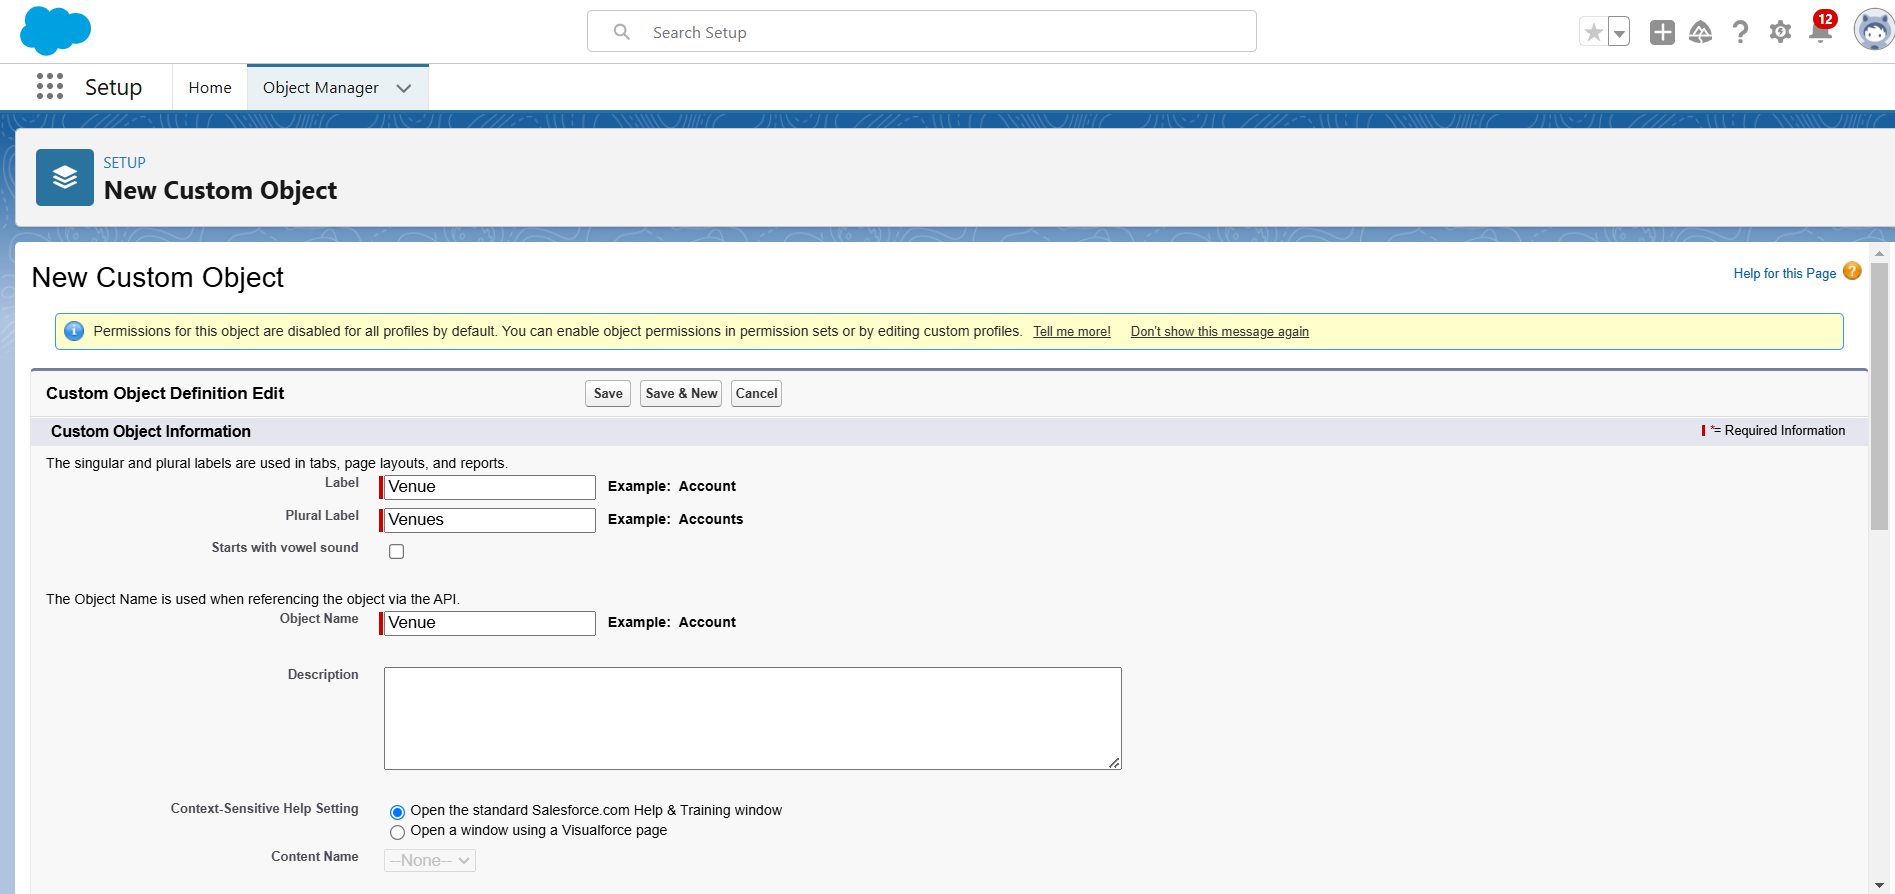 Search Setup
12
Setup
Home
Object Manager
SETUP
New Custom Object
New Custom Object
Help for this Page ?
Permissions for this object are disabled for all profiles by default. You can enable object permissions in permission sets or by editing custom profiles. Tell me more! Don't show this message again
Custom Object Definition Edit
Save
Save & New
Cancel
Custom Object Information
*= Required Information
The singular and plural labels are used in tabs, page layouts, and reports.
Label Venue Example: Account
Plural Label Venues Example: Accounts
Starts with vowel sound
The Object Name is used when referencing the object via the API.
Object Name Venue Example: Account
Description
Context-Sensitive Help Setting Open the standard Salesforce.com Help & Training window
Open a window using a Visualforce page
Content Name --None--